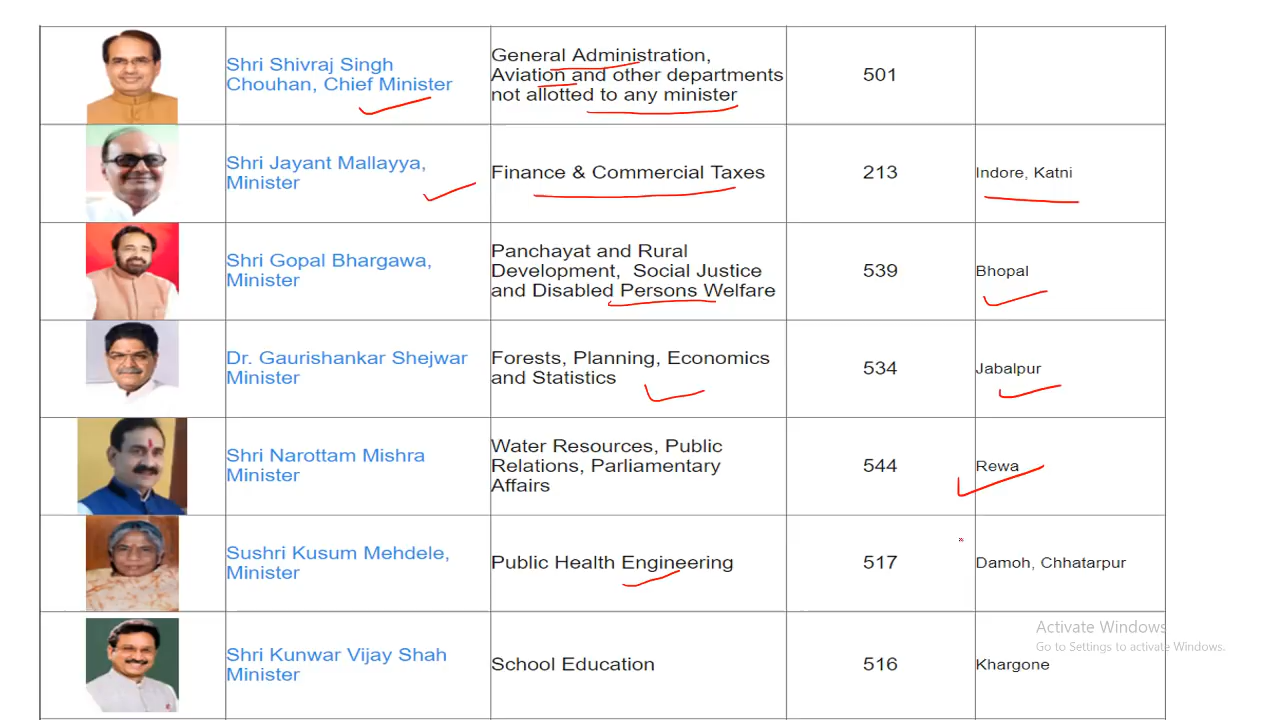 Shri Shivraj Singh
Chouhan, Chief Minister
General Administration,
Aviation and other departments
not allotted to any minister
501
Shri Jayant Mallayya,
Minister
Finance & Commercial Taxes
213
Indore, Katni
Shri Gopal Bhargawa,
Minister
Panchayat and Rural
Development, Social Justice
and Disabled Persons Welfare
539
Bhopal
Dr. Gaurishankar Shejwar
Minister
Forests, Planning, Economics
and Statistics
534
Jabalpur
Shri Narottam Mishra
Minister
Water Resources, Public
Relations, Parliamentary
Affairs
544
Rewa
Sushri Kusum Mehdele,
Minister
Public Health Engineering
517
Damoh, Chhatarpur
Shri Kunwar Vijay Shah
Minister
School Education
516
Khargone
Activate Windows
Go to Settings to activate Windows.